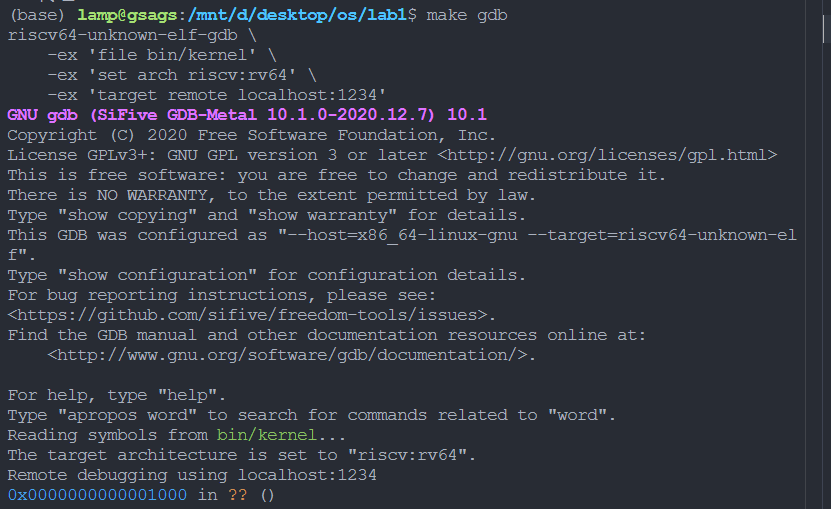 (base) lamp@gsags:/mnt/d/desktop/os/lab1$ make gdb
riscv64-unknown-elf-gdb \
    -ex 'file bin/kernel' \
    -ex 'set arch riscv:rv64' \
    -ex 'target remote localhost:1234'
GNU gdb (SiFive GDB-Metal 10.1.0-2020.12.7) 10.1
Copyright (C) 2020 Free Software Foundation, Inc.
License GPLv3+: GNU GPL version 3 or later <http://gnu.org/licenses/gpl.html>
This is free software: you are free to change and redistribute it.
There is NO WARRANTY, to the extent permitted by law.
Type "show copying" and "show warranty" for details.
This GDB was configured as "--host=x86_64-linux-gnu --target=riscv64-unknown-el
f".
Type "show configuration" for configuration details.
For bug reporting instructions, please see:
<https://github.com/sifive/freedom-tools/issues>.
Find the GDB manual and other documentation resources online at:
    <http://www.gnu.org/software/gdb/documentation/>.

For help, type "help".
Type "apropos word" to search for commands related to "word".
Reading symbols from bin/kernel...
The target architecture is set to "riscv:rv64".
Remote debugging using localhost:1234
0x0000000000001000 in ?? ()